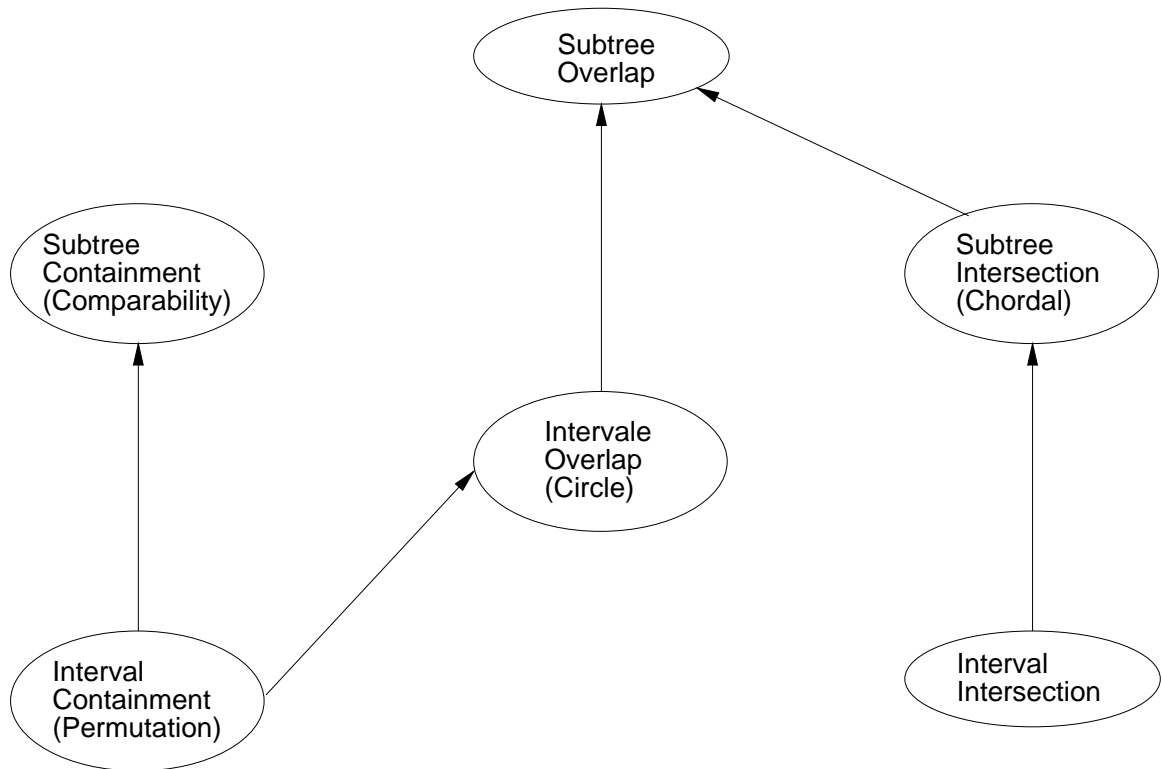 Subtree
Overlap
Subtree
Containment
(Comparability)
Subtree
Intersection
(Chordal)
Intervale
Overlap
(Circle)
Interval
Containment
(Permutation)
Interval
Intersection